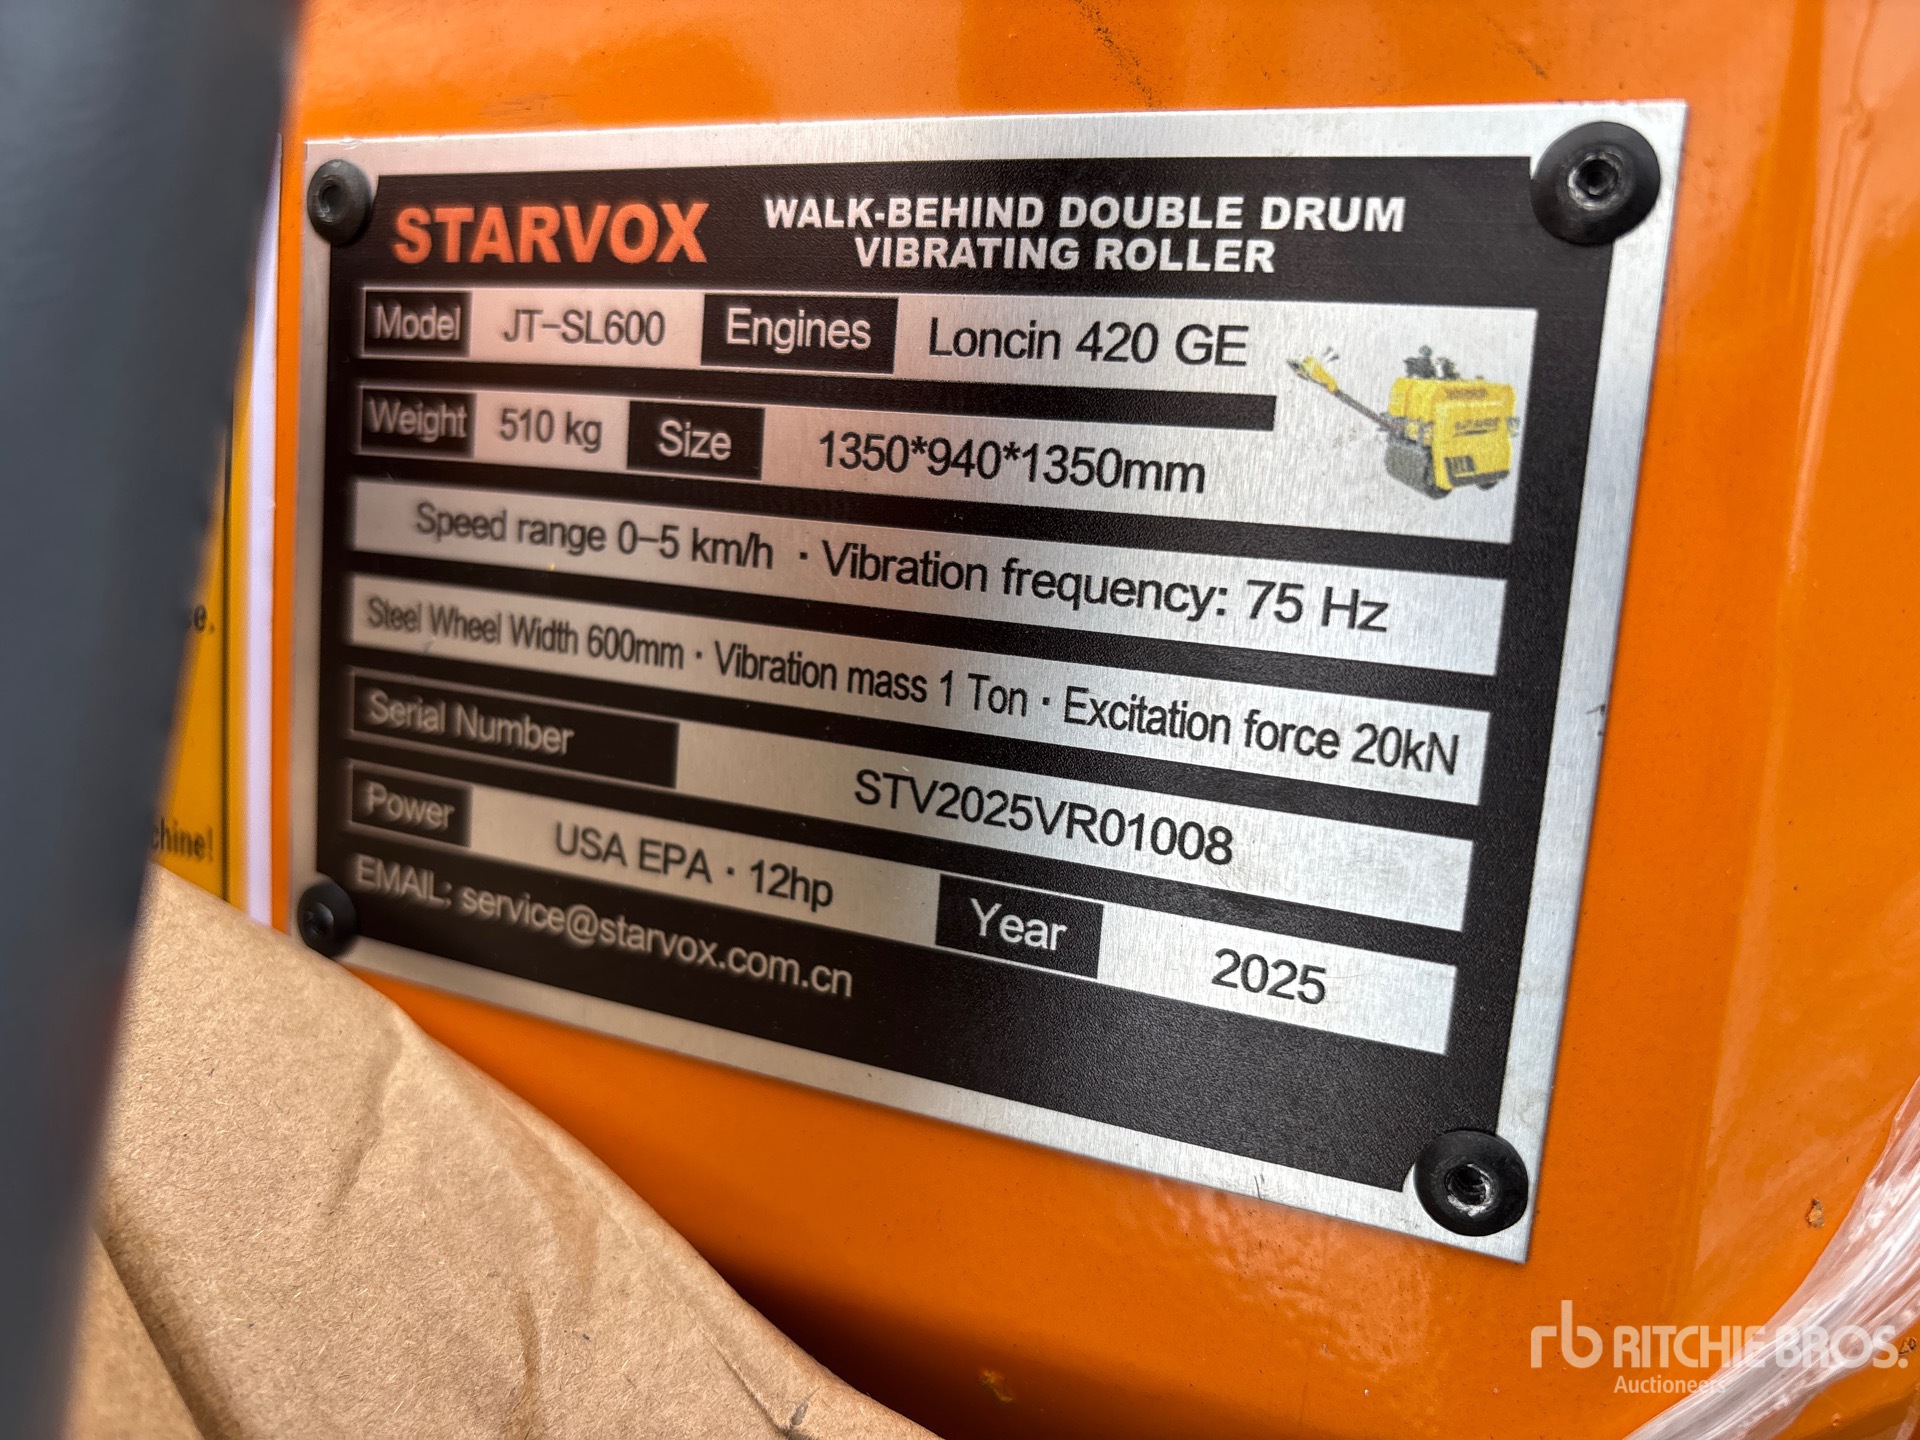 STARVOX
WALK-BEHIND DOUBLE DRUM
VIBRATING ROLLER
Model JT-SL600 Engines Loncin 420 GE
Weight 510 kg Size 1350*940*1350mm
Speed range 0-5 km/h · Vibration frequency: 75 Hz
Steel Wheel Width 600mm · Vibration mass 1 Ton · Excitation force 20kN
Serial Number STV2025VR01008
Power USA EPA · 12hp Year 2025
EMAIL: service@starvox.com.cn
chine!
rb RITCHIE BROS.
Auctioneers